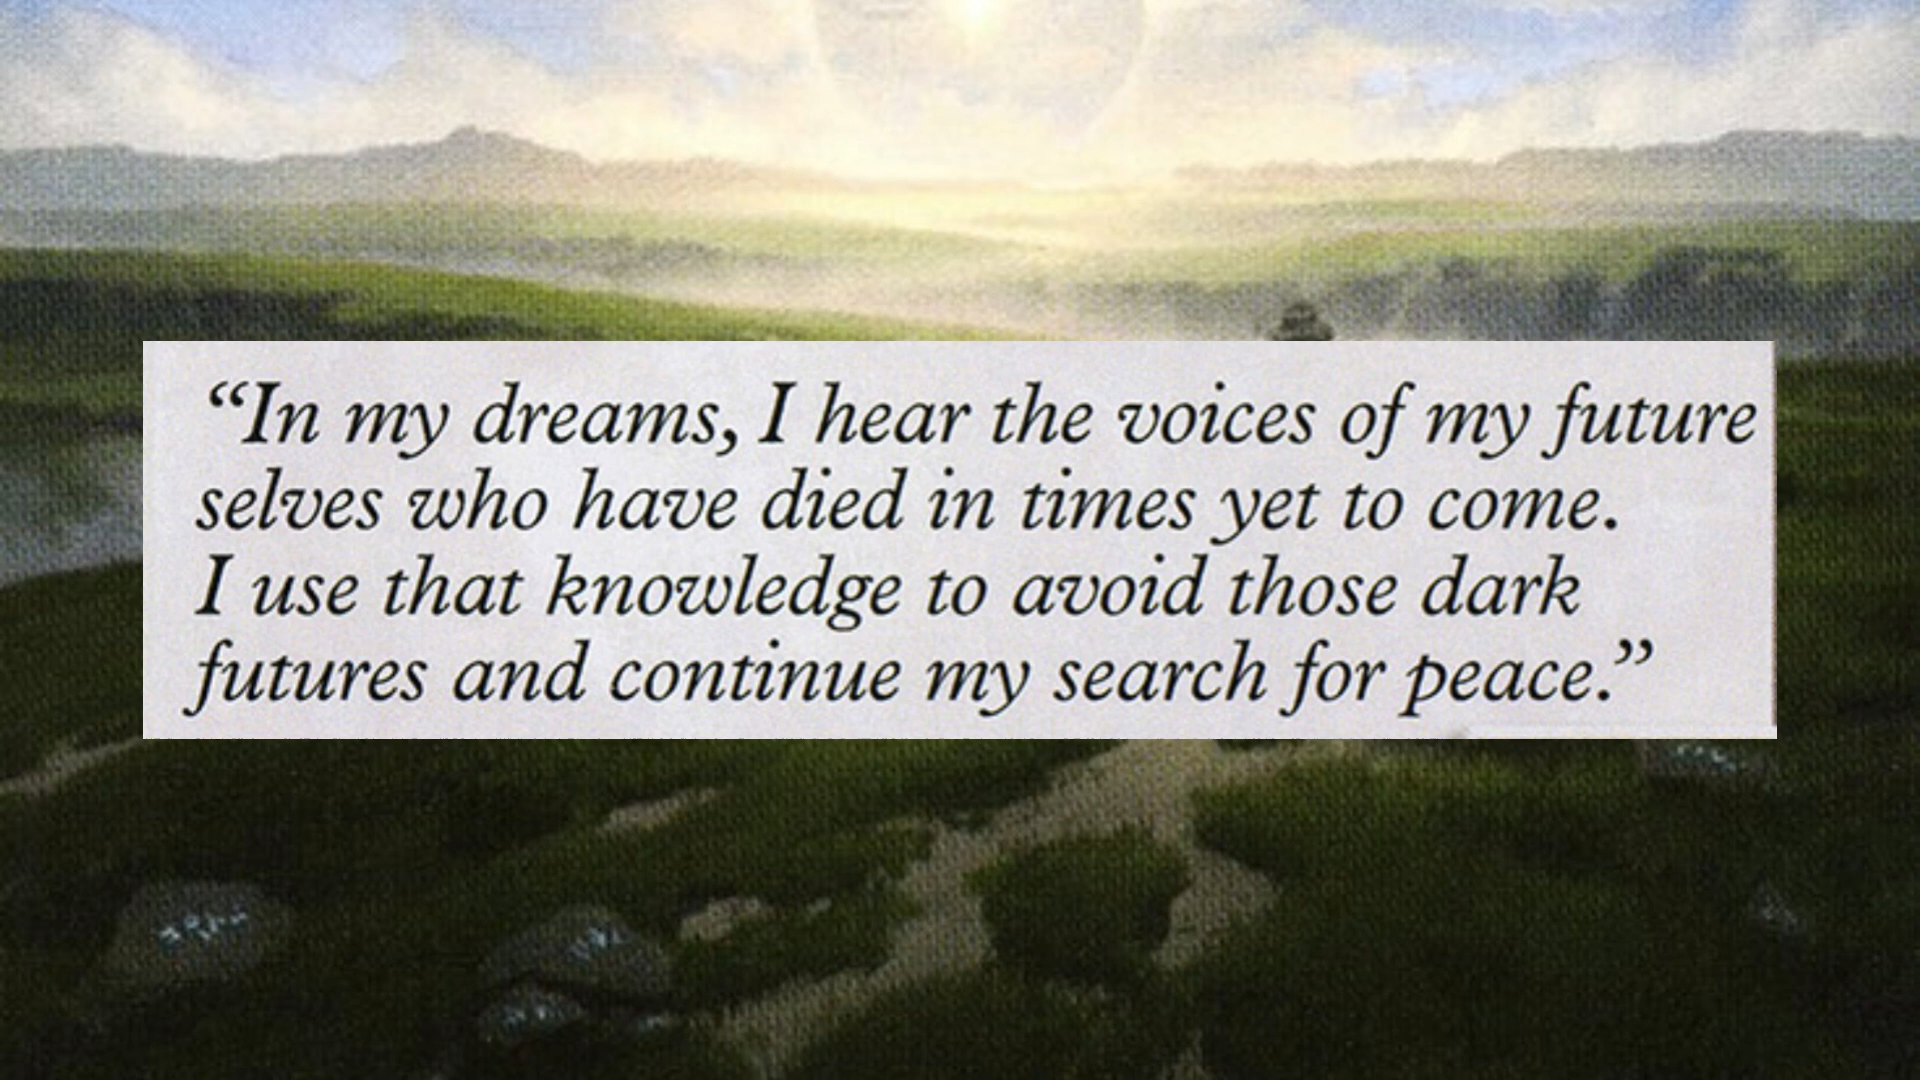 “In my dreams, I hear the voices of my future
selves who have died in times yet to come.
I use that knowledge to avoid those dark
futures and continue my search for peace.”